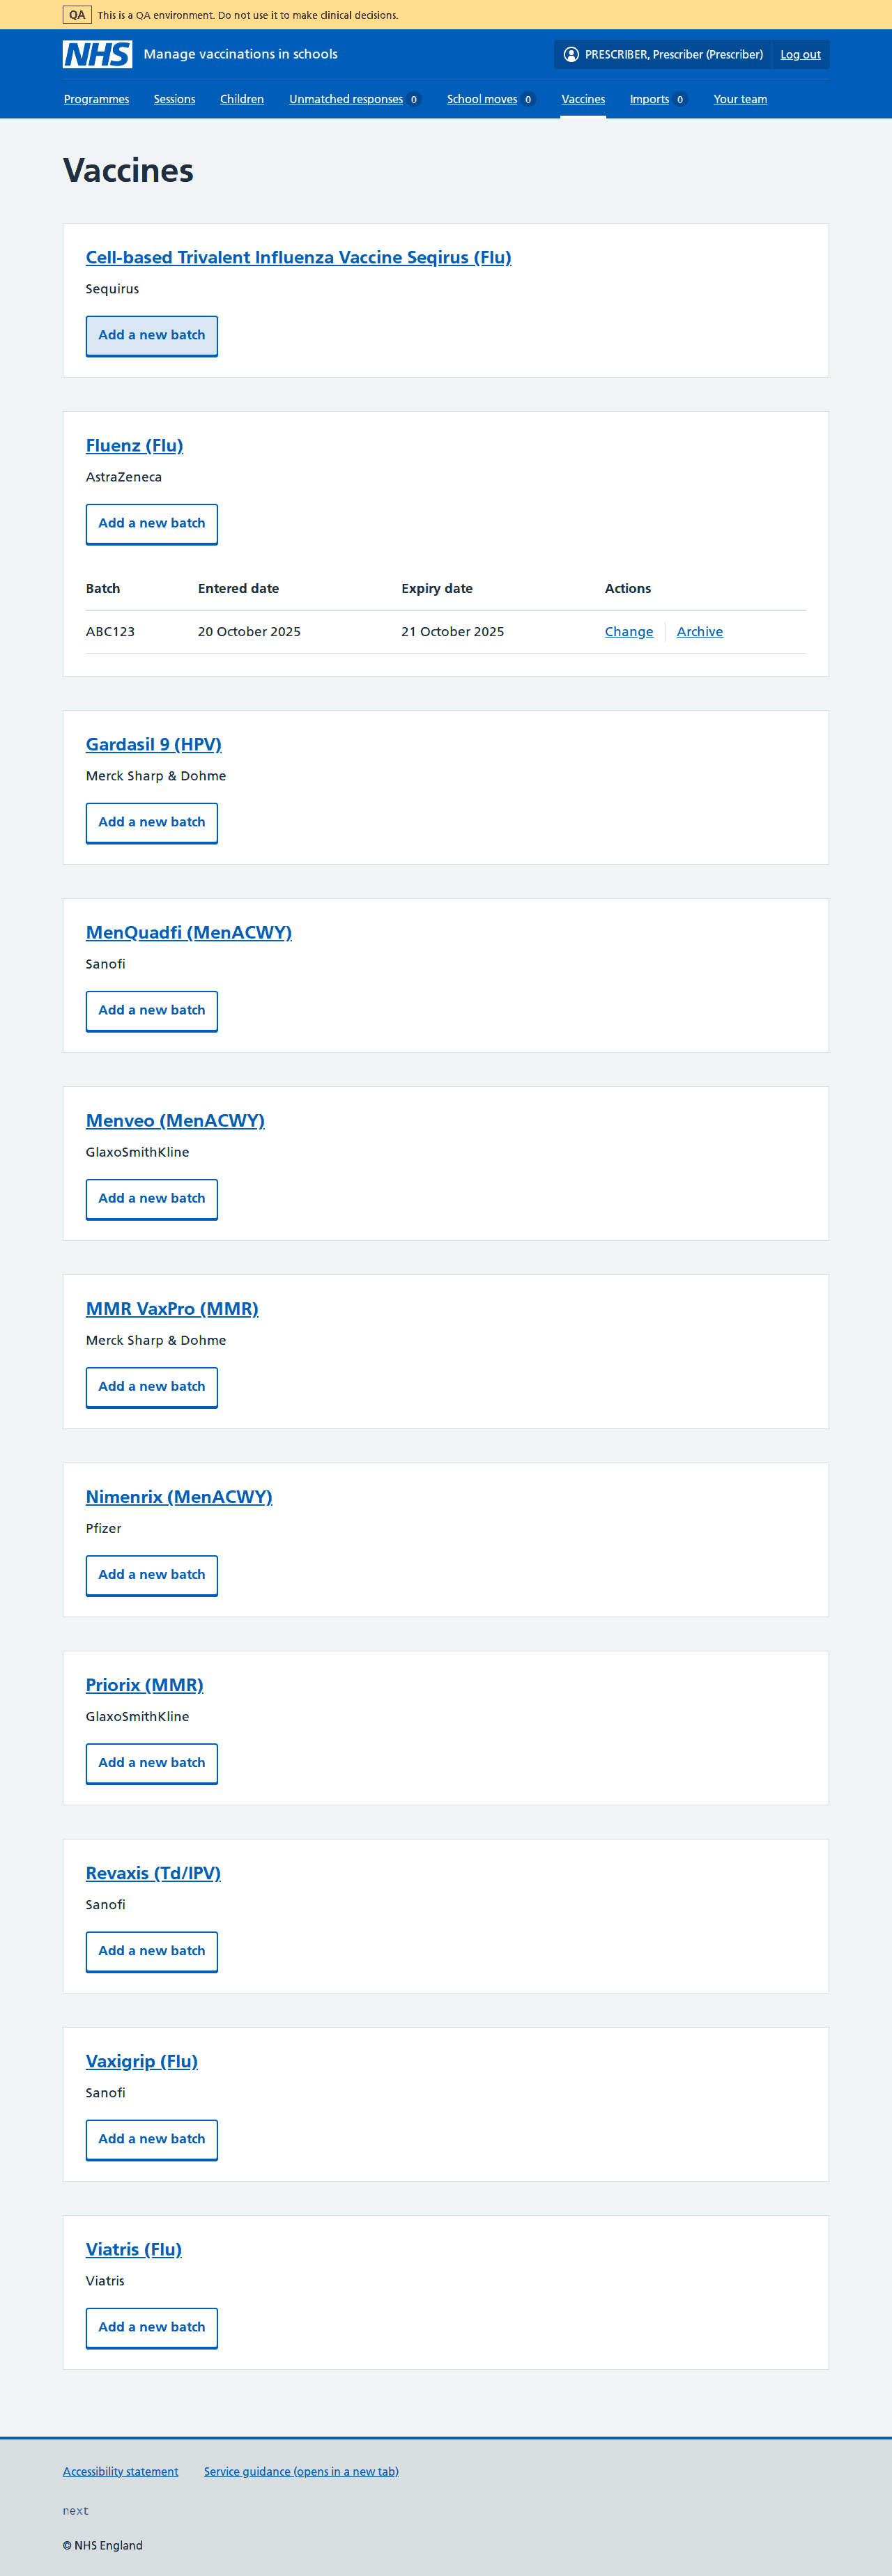 QA This is a QA environment. Do not use it to make clinical decisions.
NHS Manage vaccinations in schools PRESCRIBER, Prescriber (Prescriber) Log out
Programmes Sessions Children Unmatched responses 0 School moves 0 Vaccines Imports 0 Your team
Vaccines
Cell-based Trivalent Influenza Vaccine Seqirus (Flu)
Sequirus
Add a new batch
Fluenz (Flu)
AstraZeneca
Add a new batch
Batch Entered date Expiry date Actions
ABC123 20 October 2025 21 October 2025 Change Archive
Gardasil 9 (HPV)
Merck Sharp & Dohme
Add a new batch
MenQuadfi (MenACWY)
Sanofi
Add a new batch
Menveo (MenACWY)
GlaxoSmithKline
Add a new batch
MMR VaxPro (MMR)
Merck Sharp & Dohme
Add a new batch
Nimenrix (MenACWY)
Pfizer
Add a new batch
Priorix (MMR)
GlaxoSmithKline
Add a new batch
Revaxis (Td/IPV)
Sanofi
Add a new batch
Vaxigrip (Flu)
Sanofi
Add a new batch
Viatris (Flu)
Viatris
Add a new batch
Accessibility statement Service guidance (opens in a new tab)
next
© NHS England